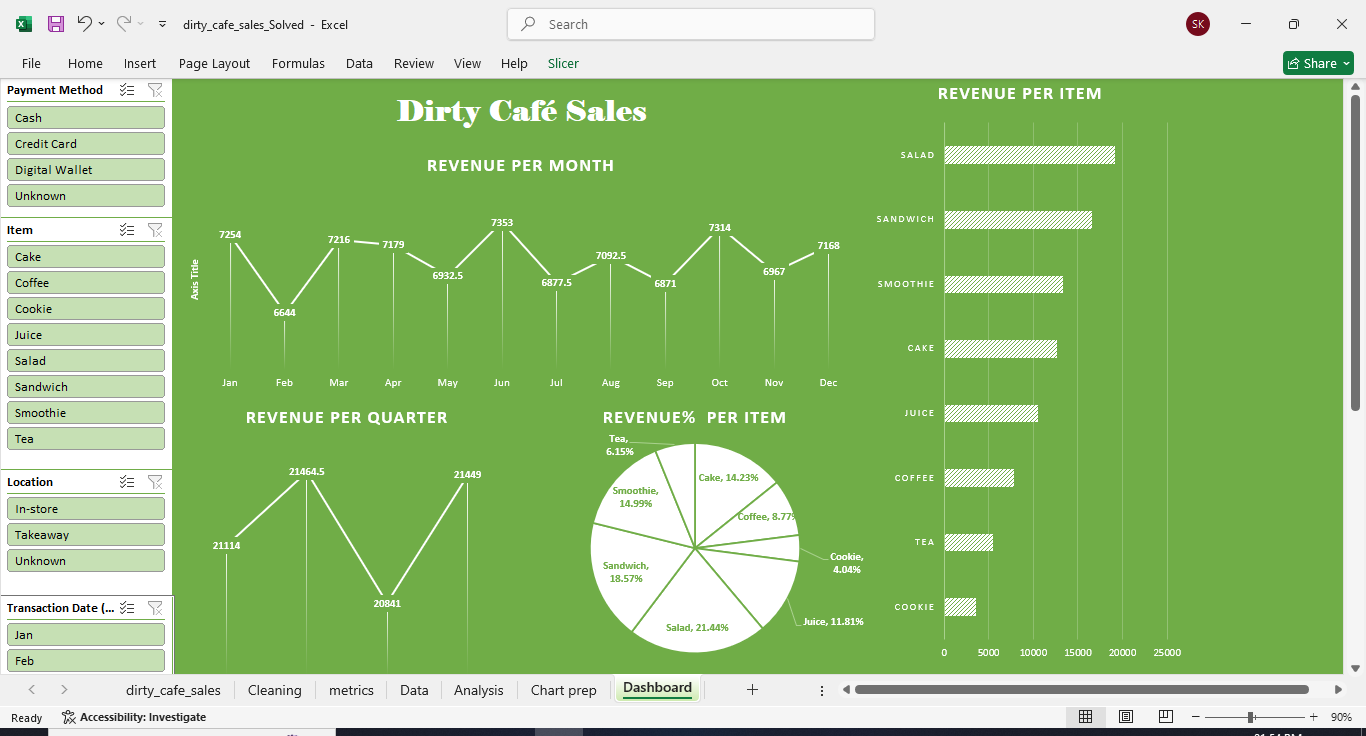 dirty_cafe_sales_Solved - Excel
Search
SK
File Home Insert Page Layout Formulas Data Review View Help Slicer
Share
Payment Method
Cash
Credit Card
Digital Wallet
Unknown
Item
Cake
Coffee
Cookie
Juice
Salad
Sandwich
Smoothie
Tea
Location
In-store
Takeaway
Unknown
Transaction Date (...
Jan
Feb
Dirty Café Sales
REVENUE PER MONTH
Axis Title
7254 6644 7216 7179 6932.5 7353 6877.5 7092.5 6871 7314 6967 7168
Jan Feb Mar Apr May Jun Jul Aug Sep Oct Nov Dec
REVENUE PER QUARTER
21114 21464.5 20841 21449
REVENUE% PER ITEM
Cake, 14.23%
Coffee, 8.77%
Cookie,
4.04%
Juice, 11.81%
Salad, 21.44%
Sandwich,
18.57%
Smoothie,
14.99%
Tea,
6.15%
REVENUE PER ITEM
SALAD
SANDWICH
SMOOTHIE
CAKE
JUICE
COFFEE
TEA
COOKIE
0 5000 10000 15000 20000 25000
dirty_cafe_sales Cleaning metrics Data Analysis Chart prep Dashboard
Ready Accessibility: Investigate 90%